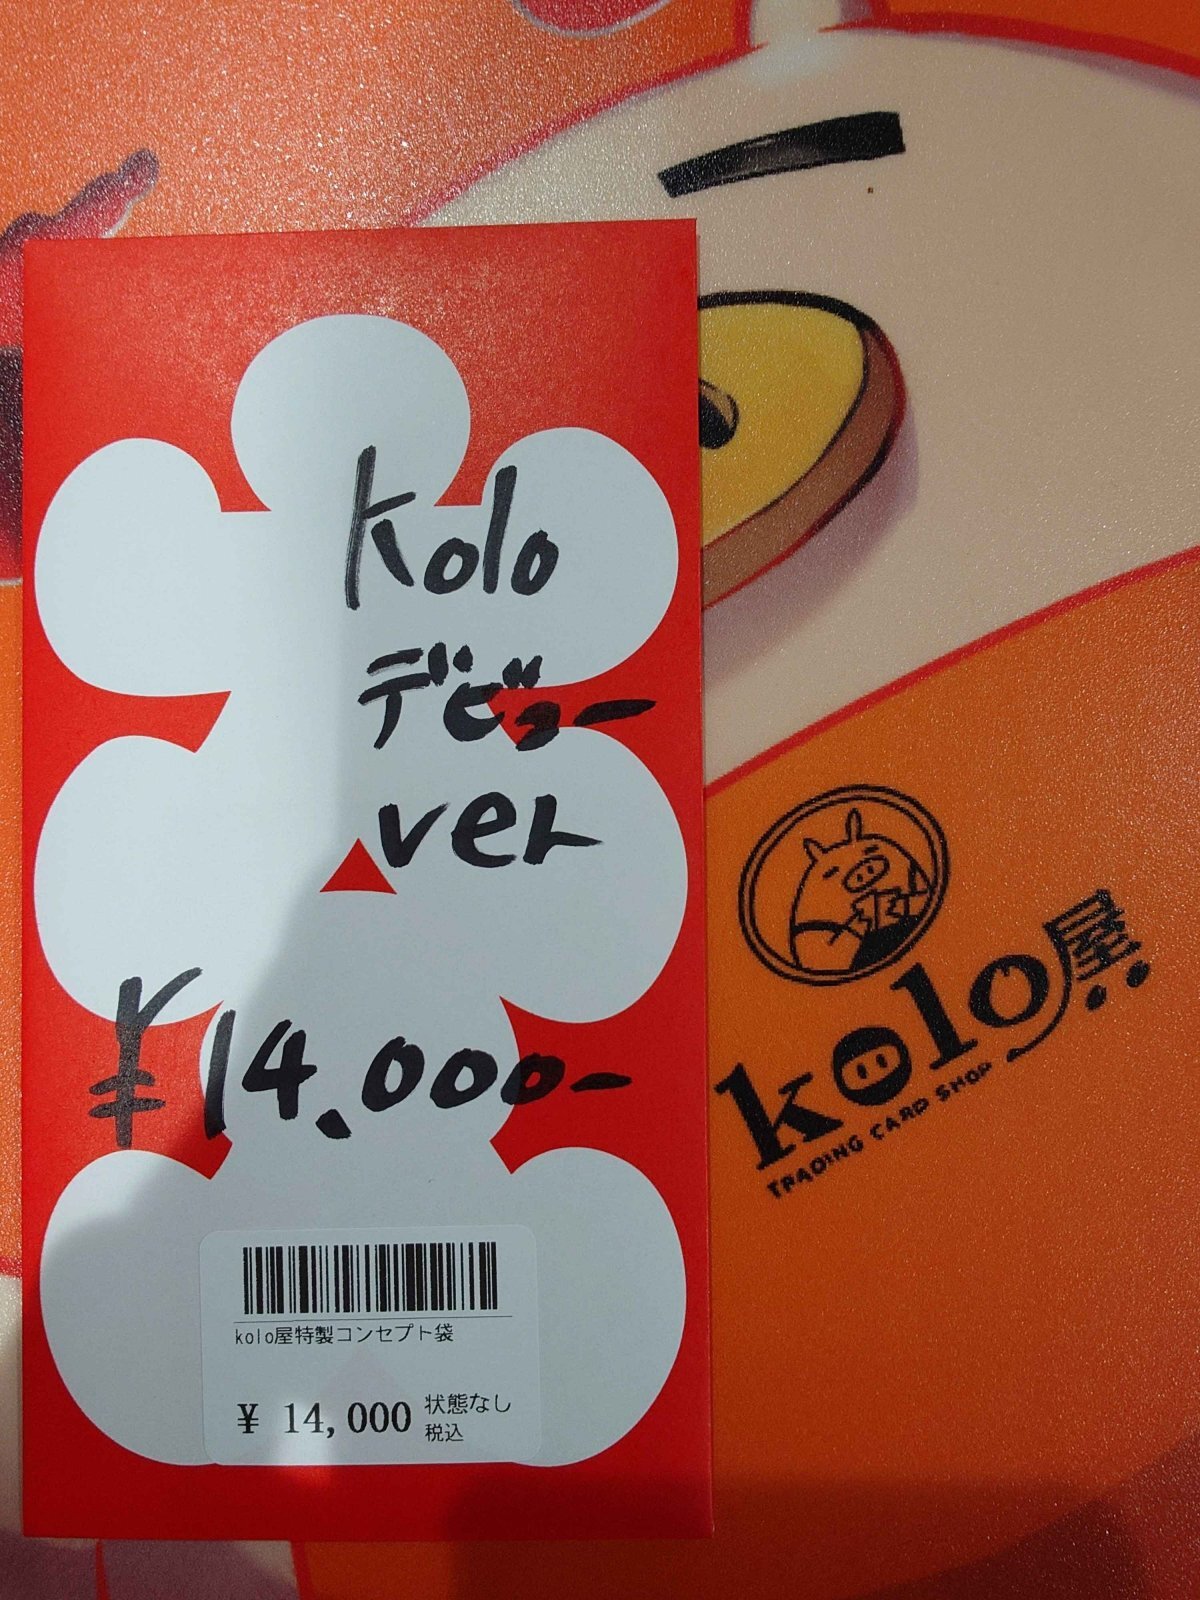 kolo
デビュー
ver
¥14,000-
kolo屋特製コンセプト袋
¥ 14,000
状態なし
税込
kolo屋
TRADING CARD SHOP